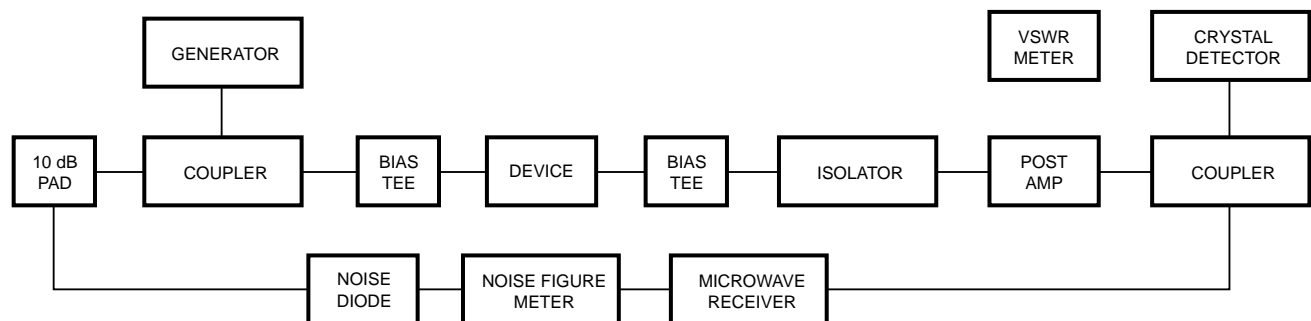 GENERATOR
VSWR
METER
CRYSTAL
DETECTOR
10 dB
PAD
COUPLER
BIAS
TEE
DEVICE
BIAS
TEE
ISOLATOR
POST
AMP
COUPLER
NOISE
DIODE
NOISE FIGURE
METER
MICROWAVE
RECEIVER